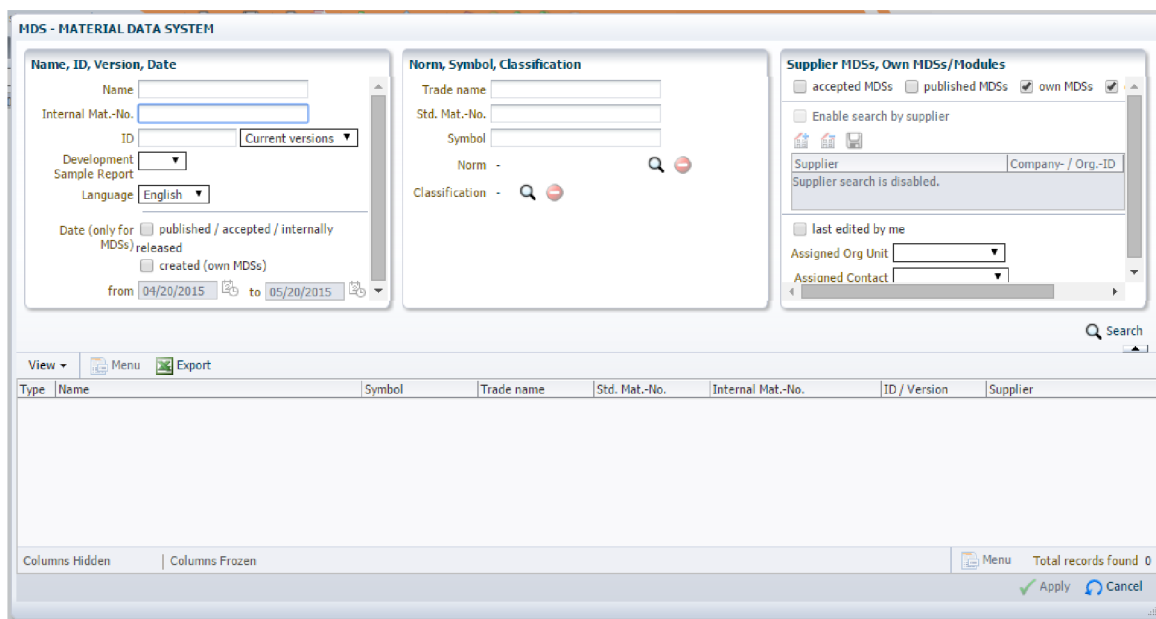 MDS - MATERIAL DATA SYSTEM
Name, ID, Version, Date
Name
Internal Mat.-No.
ID Current versions
Development
Sample Report
Language English
Date (only for MDSs) published / accepted / internally
released
created (own MDSs)
from 04/20/2015 to 05/20/2015
Norm, Symbol, Classification
Trade name
Std. Mat.-No.
Symbol
Norm -
Classification -
Supplier MDSs, Own MDSs/Modules
accepted MDSs published MDSs own MDSs
Enable search by supplier
Supplier Company- / Org.-ID
Supplier search is disabled.
last edited by me
Assigned Org Unit
Assigned Contact
Search
View Menu Export
Type Name Symbol Trade name Std. Mat.-No. Internal Mat.-No. ID / Version Supplier
Columns Hidden Columns Frozen Menu Total records found 0
Apply Cancel